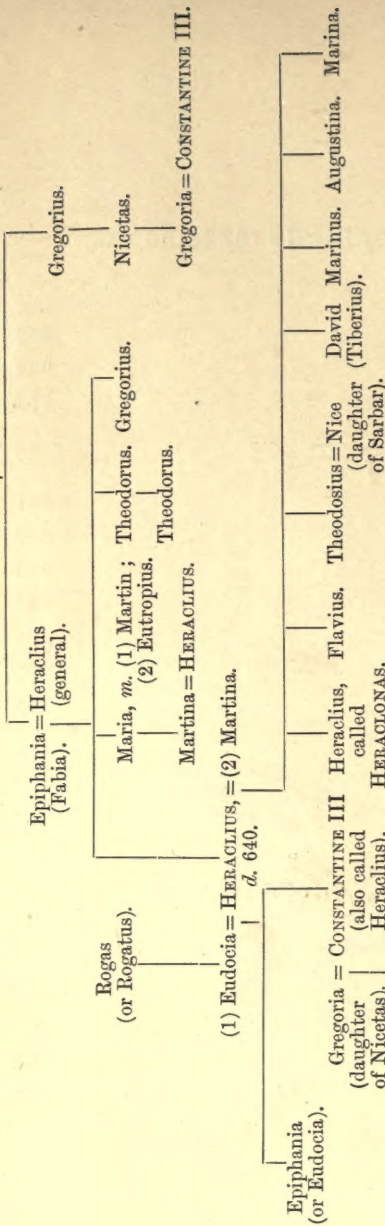 Epiphania = Heraclius
(Fabia). (general).
Gregorius.
Nicetas.
Gregoria = CONSTANTINE III.
Rogas
(or Rogatus).
Maria, m. (1) Martin ;
(2) Eutropius.
Theodorus. Gregorius.
Theodorus.
Martina = HERACLIUS.
(1) Eudocia = HERACLIUS, = (2) Martina.
d. 640.
Epiphania
(or Eudocia).
Gregoria = CONSTANTINE III
(daughter (also called
of Nicetas). Heraclius).
Heraclius,
called
HERACLONAS.
Flavius.
Theodosius = Nice
(daughter
of Sarbar).
David
(Tiberius).
Marinus.
Augustina.
Marina.